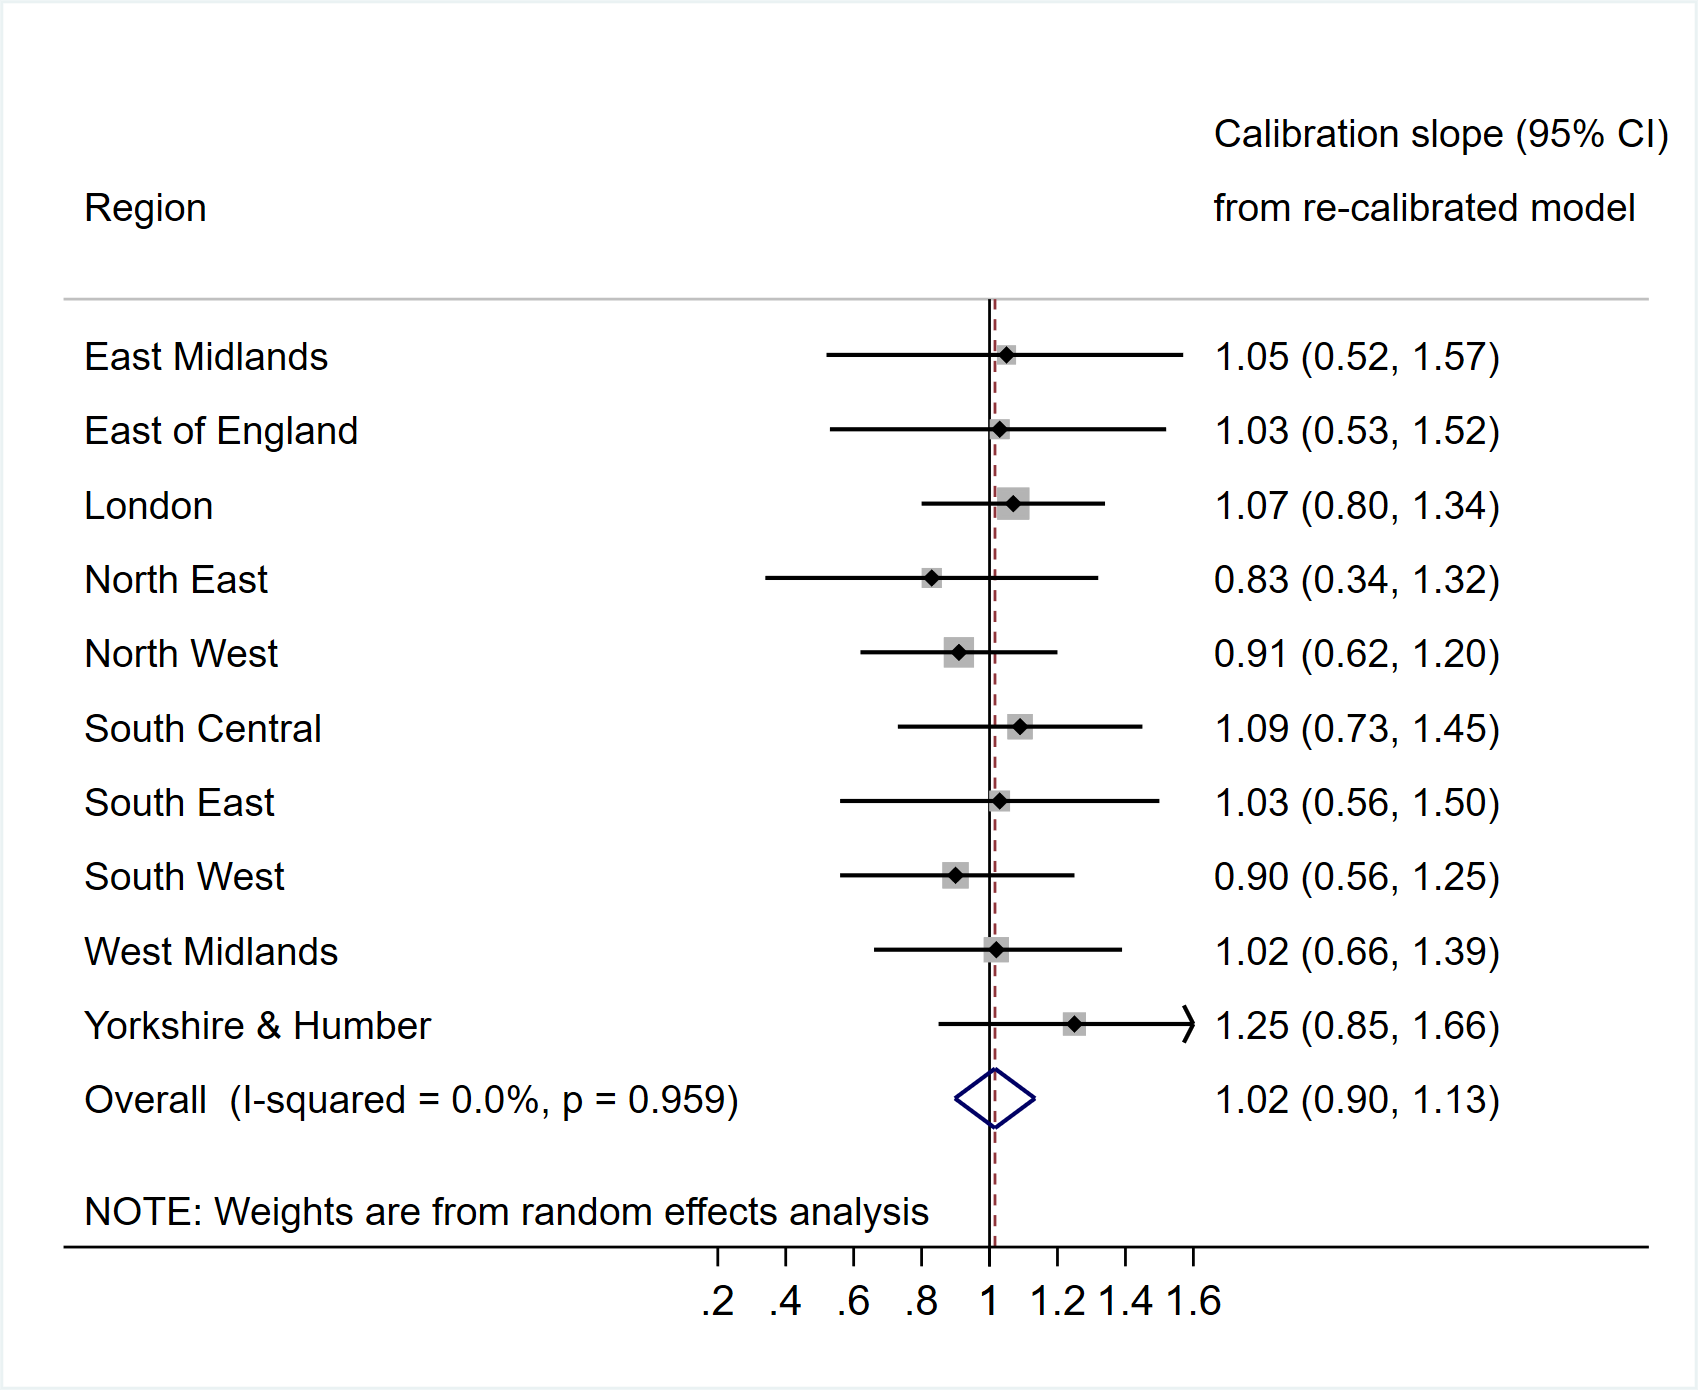 Calibration slope (95% CI)
Region from re-calibrated model
East Midlands 1.05 (0.52, 1.57)
East of England 1.03 (0.53, 1.52)
London 1.07 (0.80, 1.34)
North East 0.83 (0.34, 1.32)
North West 0.91 (0.62, 1.20)
South Central 1.09 (0.73, 1.45)
South East 1.03 (0.56, 1.50)
South West 0.90 (0.56, 1.25)
West Midlands 1.02 (0.66, 1.39)
Yorkshire & Humber 1.25 (0.85, 1.66)
Overall (I-squared = 0.0%, p = 0.959) 1.02 (0.90, 1.13)
NOTE: Weights are from random effects analysis
.2 .4 .6 .8 1 1.2 1.4 1.6